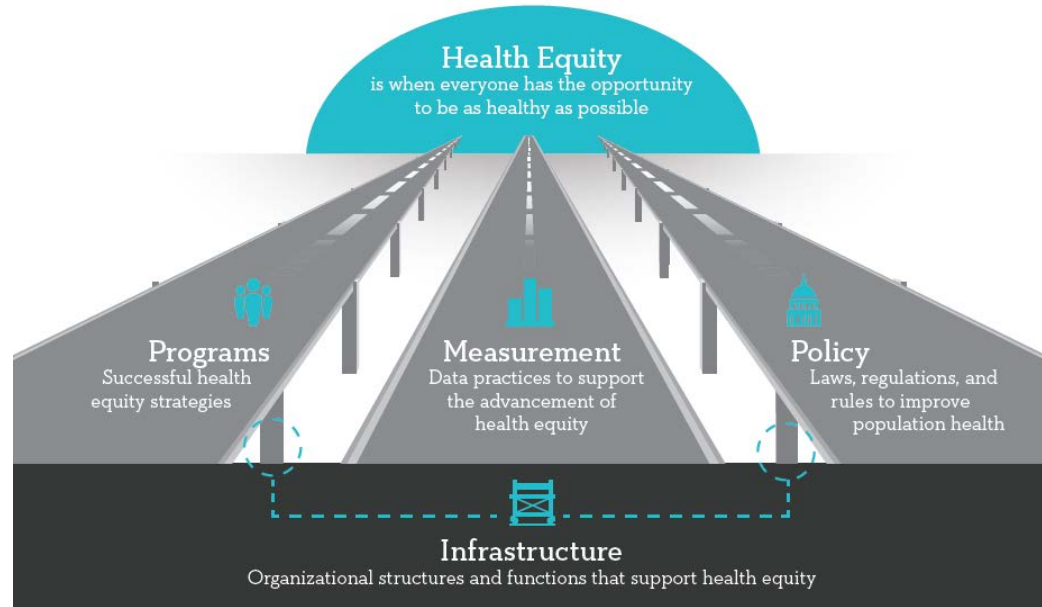 Health Equity
is when everyone has the opportunity
to be as healthy as possible
Programs
Successful health
equity strategies
Measurement
Data practices to support
the advancement of
health equity
Policy
Laws, regulations, and
rules to improve
population health
Infrastructure
Organizational structures and functions that support health equity